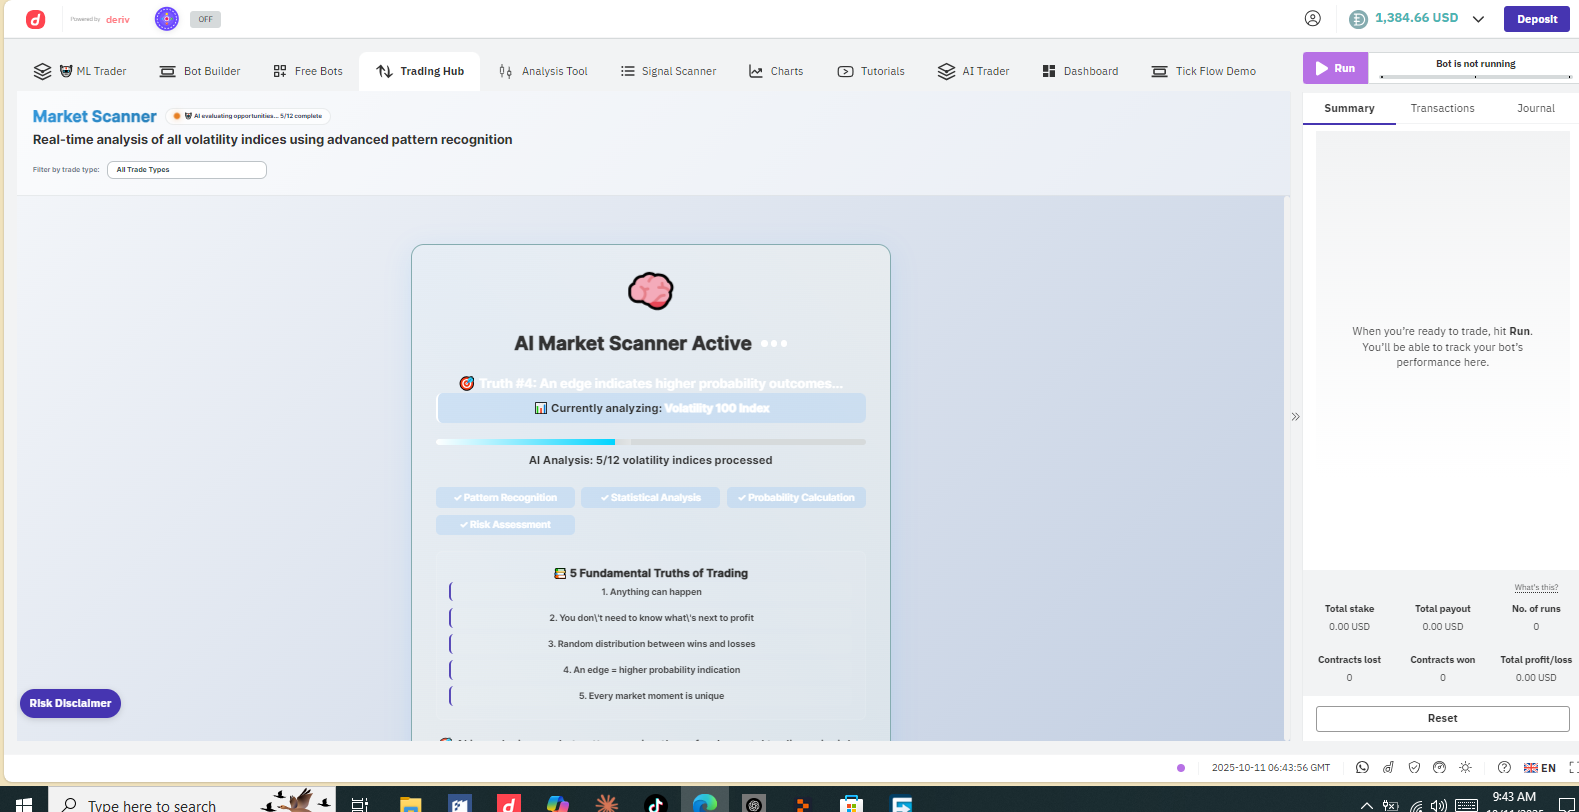 Powered by deriv
OFF
1,384.66 USD
Deposit
ML Trader
Bot Builder
Free Bots
Trading Hub
Analysis Tool
Signal Scanner
Charts
Tutorials
AI Trader
Dashboard
Tick Flow Demo
Run
Bot is not running
Market Scanner
AI evaluating opportunities... 5/12 complete
Real-time analysis of all volatility indices using advanced pattern recognition
Filter by trade type:
All Trade Types
Summary
Transactions
Journal
AI Market Scanner Active
Truth #4: An edge indicates higher probability outcomes...
Currently analyzing: Volatility 100 Index
AI Analysis: 5/12 volatility indices processed
✓ Pattern Recognition
✓ Statistical Analysis
✓ Probability Calculation
✓ Risk Assessment
5 Fundamental Truths of Trading
1. Anything can happen
2. You don\'t need to know what\'s next to profit
3. Random distribution between wins and losses
4. An edge = higher probability indication
5. Every market moment is unique
Risk Disclaimer
When you're ready to trade, hit Run.
You'll be able to track your bot's
performance here.
What's this?
Total stake
Total payout
No. of runs
0.00 USD
0.00 USD
0
Contracts lost
Contracts won
Total profit/loss
0
0
0.00 USD
Reset
2025-10-11 06:43:56 GMT
EN
Type here to search
9:43 AM